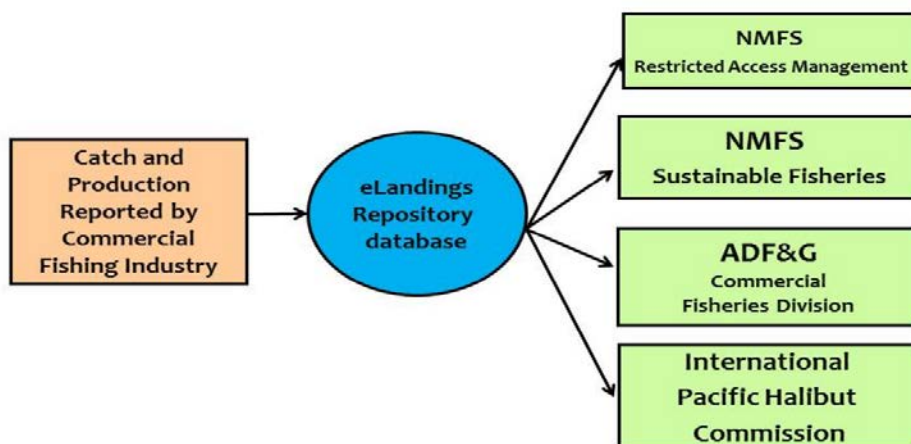 Catch and
Production
Reported by
Commercial
Fishing Industry
eLandings
Repository
database
NMFS
Restricted Access Management
NMFS
Sustainable Fisheries
ADF&G
Commercial
Fisheries Division
International
Pacific Halibut
Commission